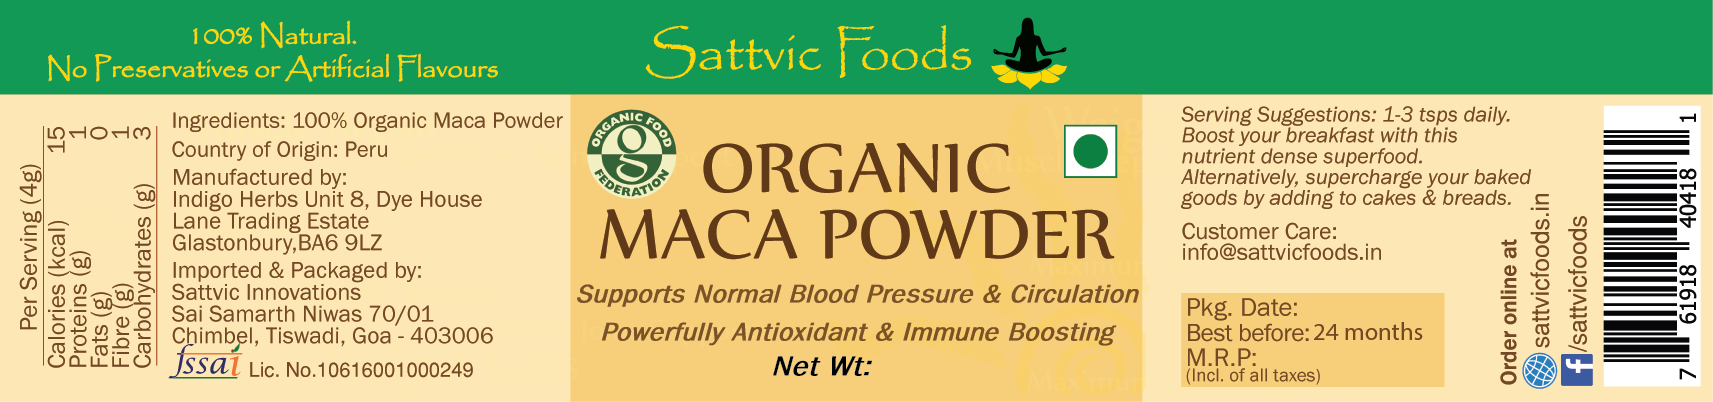 100% Natural.
No Preservatives or Artificial Flavours
Sattvic Foods
Per Serving (4g)
Calories (kcal) 15
Proteins (g) 1
Fats (g) 0
Fibre (g) 1
Carbohydrates (g) 3
Ingredients: 100% Organic Maca Powder
Country of Origin: Peru
Manufactured by:
Indigo Herbs Unit 8, Dye House
Lane Trading Estate
Glastonbury,BA6 9LZ
Imported & Packaged by:
Sattvic Innovations
Sai Samarth Niwas 70/01
Chimbel, Tiswadi, Goa - 403006
fssai Lic. No.10616001000249
ORGANIC FOOD
FEDERATION
ORGANIC
MACA POWDER
Supports Normal Blood Pressure & Circulation
Powerfully Antioxidant & Immune Boosting
Net Wt:
Serving Suggestions: 1-3 tsps daily.
Boost your breakfast with this
nutrient dense superfood.
Alternatively, supercharge your baked
goods by adding to cakes & breads.
Customer Care:
info@sattvicfoods.in
Pkg. Date:
Best before: 24 months
M.R.P:
(Incl. of all taxes)
Order online at
sattvicfoods.in
f /sattvicfoods
7 61918 40418 1